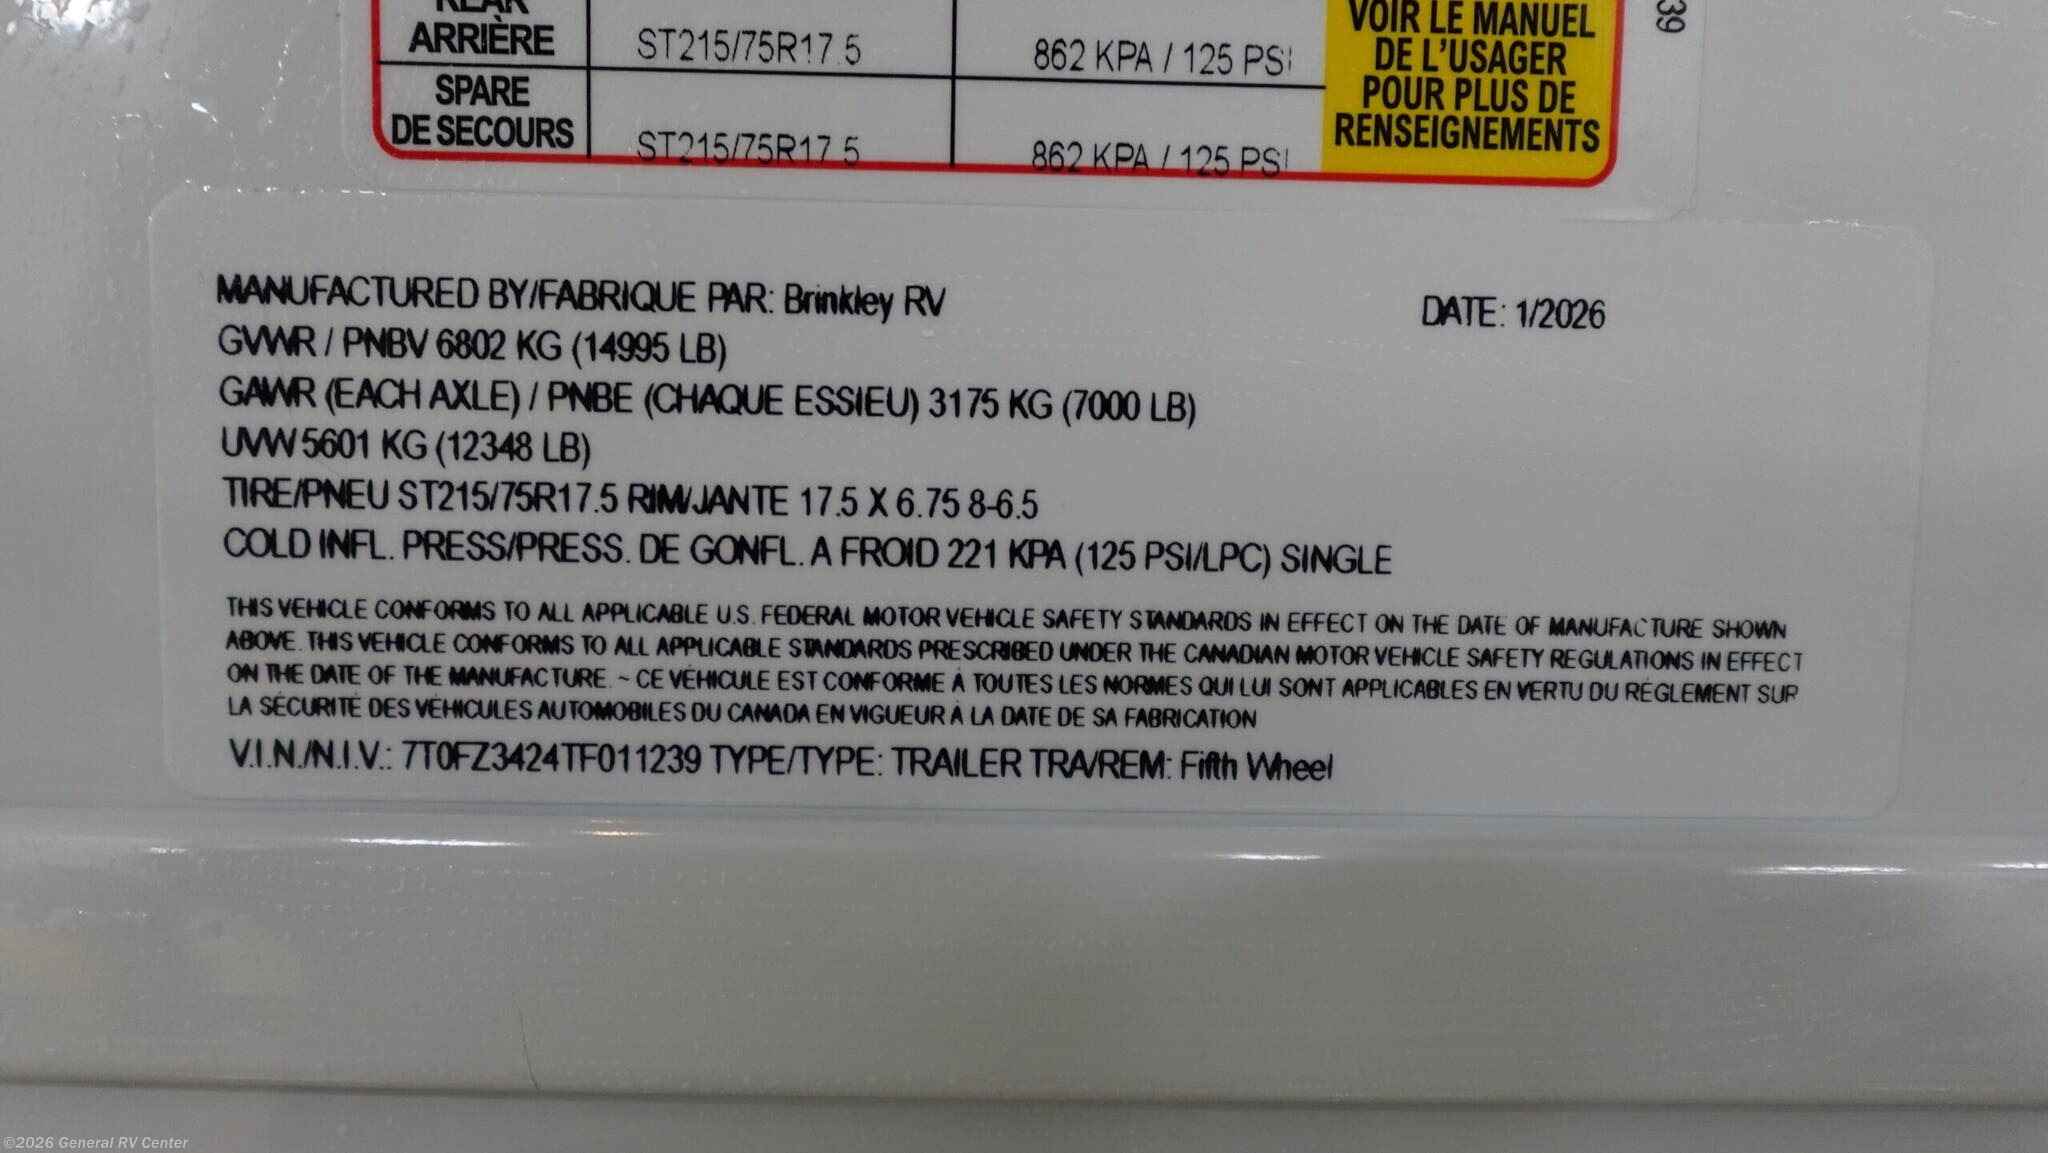 REAR
ARRIÈRE ST215/75R17.5 862 KPA / 125 PSI
SPARE
DE SECOURS ST215/75R17.5 862 KPA / 125 PSI
VOIR LE MANUEL
DE L'USAGER
POUR PLUS DE
RENSEIGNEMENTS
39
MANUFACTURED BY/FABRIQUE PAR: Brinkley RV DATE: 1/2026
GVWR / PNBV 6802 KG (14995 LB)
GAWR (EACH AXLE) / PNBE (CHAQUE ESSIEU) 3175 KG (7000 LB)
UVW 5601 KG (12348 LB)
TIRE/PNEU ST215/75R17.5 RIM/JANTE 17.5 X 6.75 8-6.5
COLD INFL. PRESS/PRESS. DE GONFL. A FROID 221 KPA (125 PSI/LPC) SINGLE
THIS VEHICLE CONFORMS TO ALL APPLICABLE U.S. FEDERAL MOTOR VEHICLE SAFETY STANDARDS IN EFFECT ON THE DATE OF MANUFACTURE SHOWN
ABOVE. THIS VEHICLE CONFORMS TO ALL APPLICABLE STANDARDS PRESCRIBED UNDER THE CANADIAN MOTOR VEHICLE SAFETY REGULATIONS IN EFFECT
ON THE DATE OF THE MANUFACTURE. ~ CE VÉHICULE EST CONFORME À TOUTES LES NORMES QUI LUI SONT APPLICABLES EN VERTU DU RÉGLEMENT SUR
LA SÉCURITÉ DES VÉHICULES AUTOMOBILES DU CANADA EN VIGUEUR À LA DATE DE SA FABRICATION
V.I.N./N.I.V.: 7T0FZ3424TF011239 TYPE/TYPE: TRAILER TRA/REM: Fifth Wheel
©2026 General RV Center